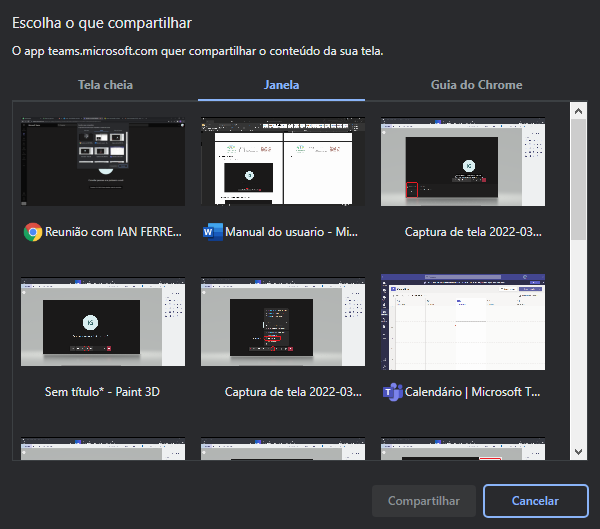 Escolha o que compartilhar
O app teams.microsoft.com quer compartilhar o conteúdo da sua tela.
Tela cheia
Janela
Guia do Chrome
Reunião com IAN FERRE...
Manual do usuario - Mi...
Captura de tela 2022-03...
Sem título* - Paint 3D
Captura de tela 2022-03...
Calendário | Microsoft T...
Compartilhar
Cancelar